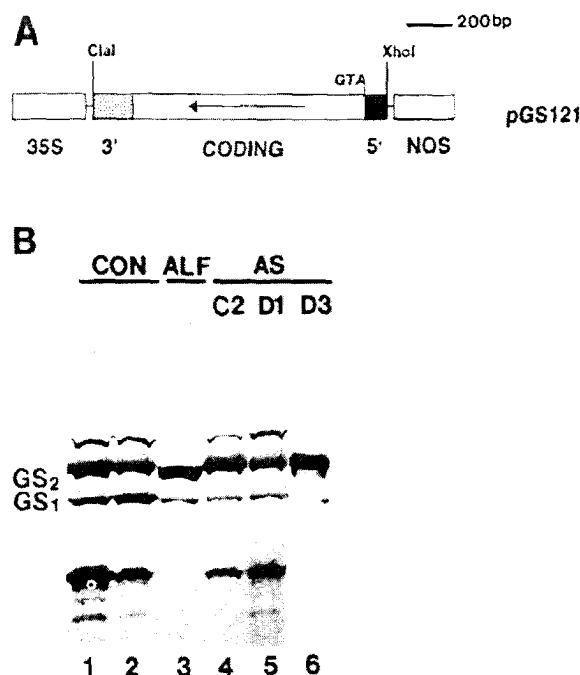 A
200bp
ClaI
XhoI
GTA
pGS121
35S 3' CODING 5' NOS
B
CON ALF AS
C2 D1 D3
GS2
GS1
1 2 3 4 5 6